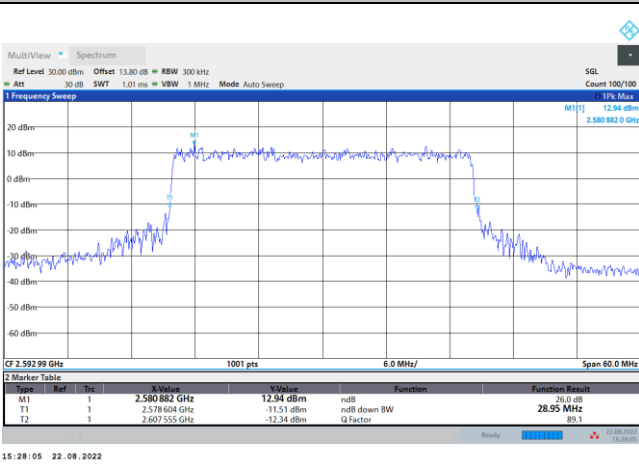 MultiView Spectrum
Ref Level 30.00 dBm Offset 13.80 dB RBW 300 kHz SGL
Att 30 dB SWT 1.01 ms VBW 1 MHz Mode Auto Sweep Count 100/100
1 Frequency Sweep 1Pk Max
M1[1] 12.94 dBm
2.580 882 0 GHz
20 dBm
M1
10 dBm
0 dBm
T1
T2
-10 dBm
-20 dBm
-30 dBm
-40 dBm
-50 dBm
-60 dBm
CF 2.592 99 GHz 1001 pts 6.0 MHz/ Span 60.0 MHz
2 Marker Table
Type Ref Trc X-Value Y-Value Function Function Result
M1 1 2.580 882 GHz 12.94 dBm ndB 26.0 dB
T1 1 2.578 604 GHz -11.51 dBm ndB down BW 28.95 MHz
T2 1 2.607 555 GHz -12.34 dBm Q Factor 89.1
Ready 22.08.2022
15:28:05
15:28:05 22.08.2022